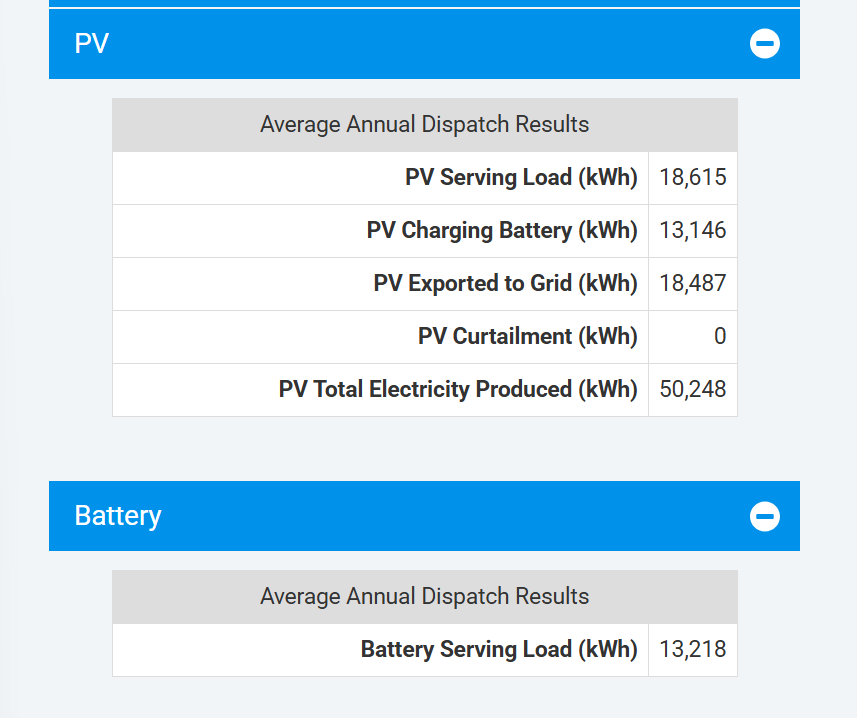 PV
Average Annual Dispatch Results
PV Serving Load (kWh) 18,615
PV Charging Battery (kWh) 13,146
PV Exported to Grid (kWh) 18,487
PV Curtailment (kWh) 0
PV Total Electricity Produced (kWh) 50,248
Battery
Average Annual Dispatch Results
Battery Serving Load (kWh) 13,218